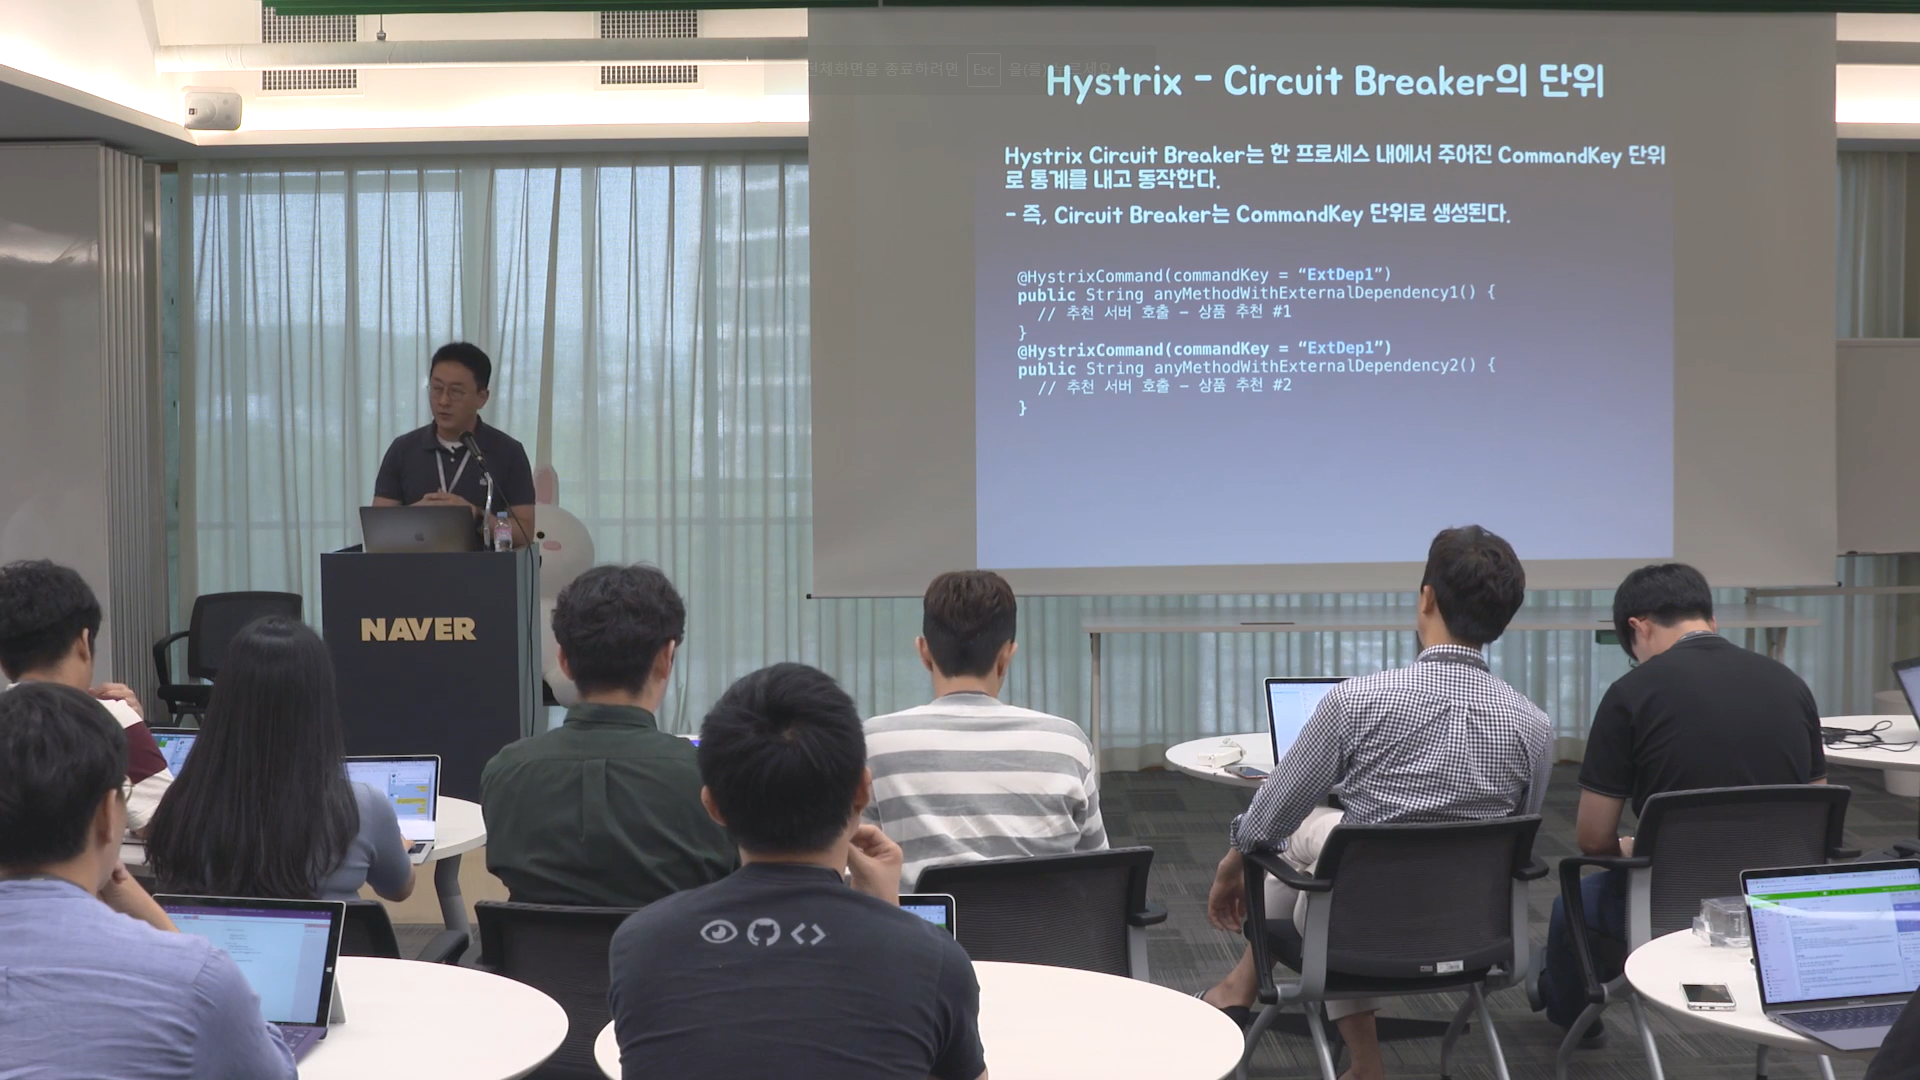 전체화면을 종료하려면 Esc 을(를) 누르세요
Hystrix - Circuit Breaker의 단위
Hystrix Circuit Breaker는 한 프로세스 내에서 주어진 CommandKey 단위
로 통계를 내고 동작한다.
- 즉, Circuit Breaker는 CommandKey 단위로 생성된다.
@HystrixCommand(commandKey = “ExtDep1”)
public String anyMethodWithExternalDependency1() {
// 추천 서버 호출 – 상품 추천 #1
}
@HystrixCommand(commandKey = “ExtDep1”)
public String anyMethodWithExternalDependency2() {
// 추천 서버 호출 – 상품 추천 #2
}
NAVER